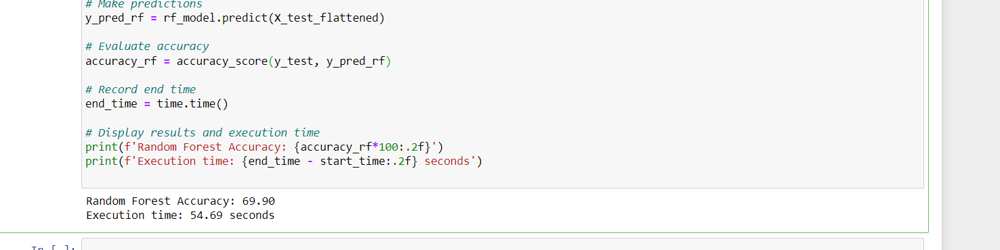 # Make predictions
y_pred_rf = rf_model.predict(X_test_flattened)
# Evaluate accuracy
accuracy_rf = accuracy_score(y_test, y_pred_rf)
# Record end time
end_time = time.time()
# Display results and execution time
print(f'Random Forest Accuracy: {accuracy_rf*100:.2f}')
print(f'Execution time: {end_time - start_time:.2f} seconds')
Random Forest Accuracy: 69.90
Execution time: 54.69 seconds
In [ ]: